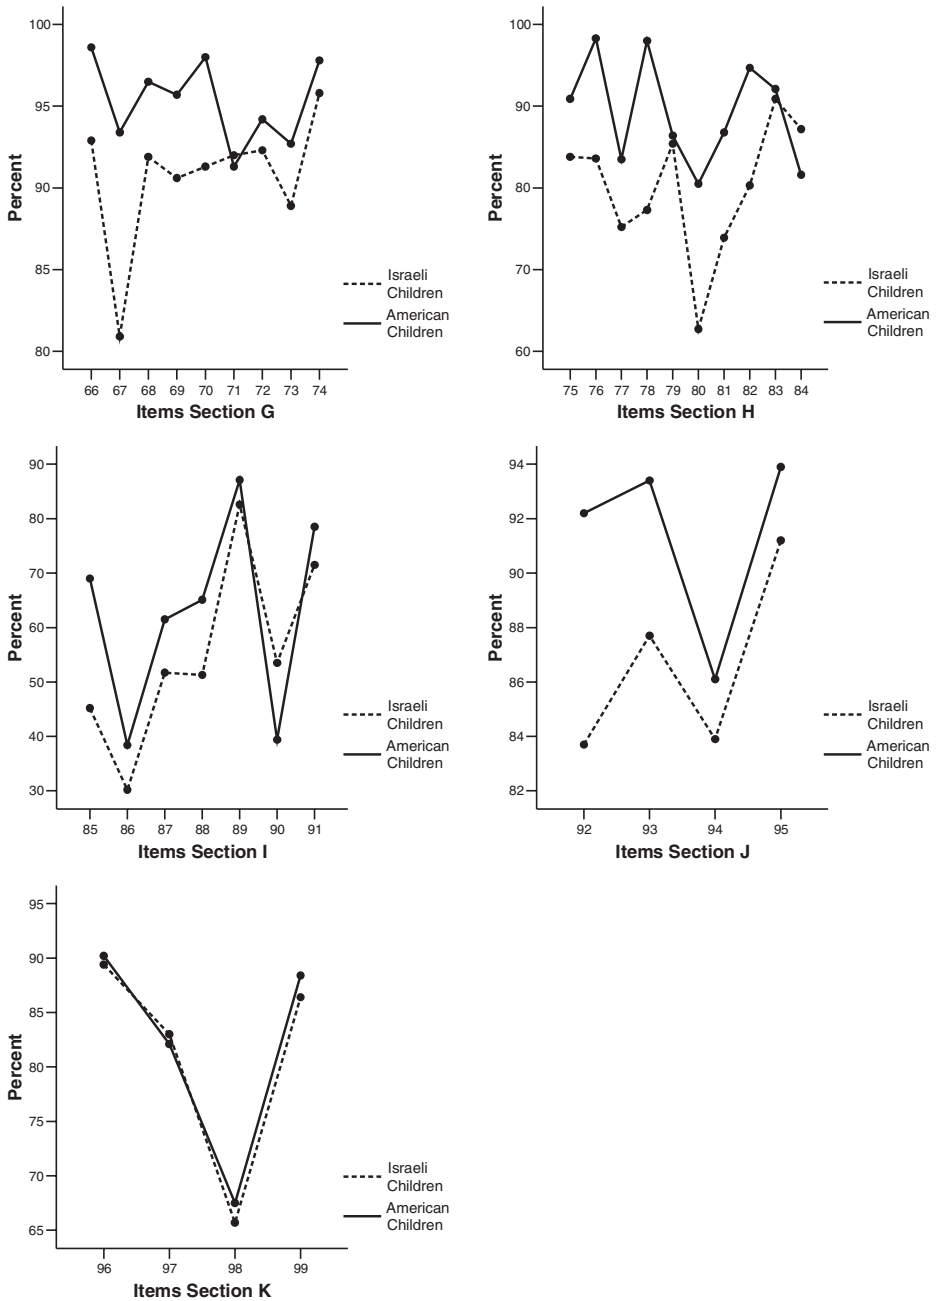 100
95
90
85
80
Percent
66 67 68 69 70 71 72 73 74
Items Section G
Israeli
Children
American
Children
100
90
80
70
60
Percent
75 76 77 78 79 80 81 82 83 84
Items Section H
Israeli
Children
American
Children
90
80
70
60
50
40
30
Percent
85 86 87 88 89 90 91
Items Section I
Israeli
Children
American
Children
94
92
90
88
86
84
82
Percent
92 93 94 95
Items Section J
Israeli
Children
American
Children
95
90
85
80
75
70
65
Percent
96 97 98 99
Items Section K
Israeli
Children
American
Children